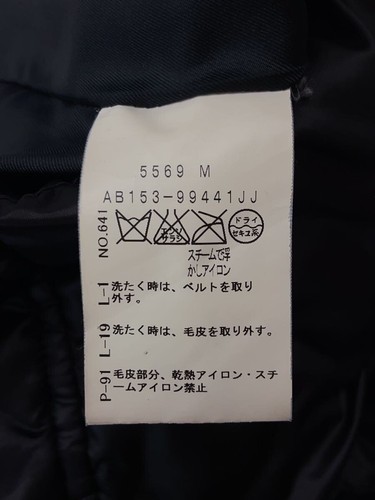 5569 M
AB153-99441JJ
NO.641
エンソ
サラシ
ドライ
セキユ系
スチームで浮
かしアイコン
L-1 洗たく時は、ベルトを取り
外す。
L-19 洗たく時は、毛皮を取り外す。
P-91 毛皮部分、乾熱アイロン・スチ
ームアイロン禁止